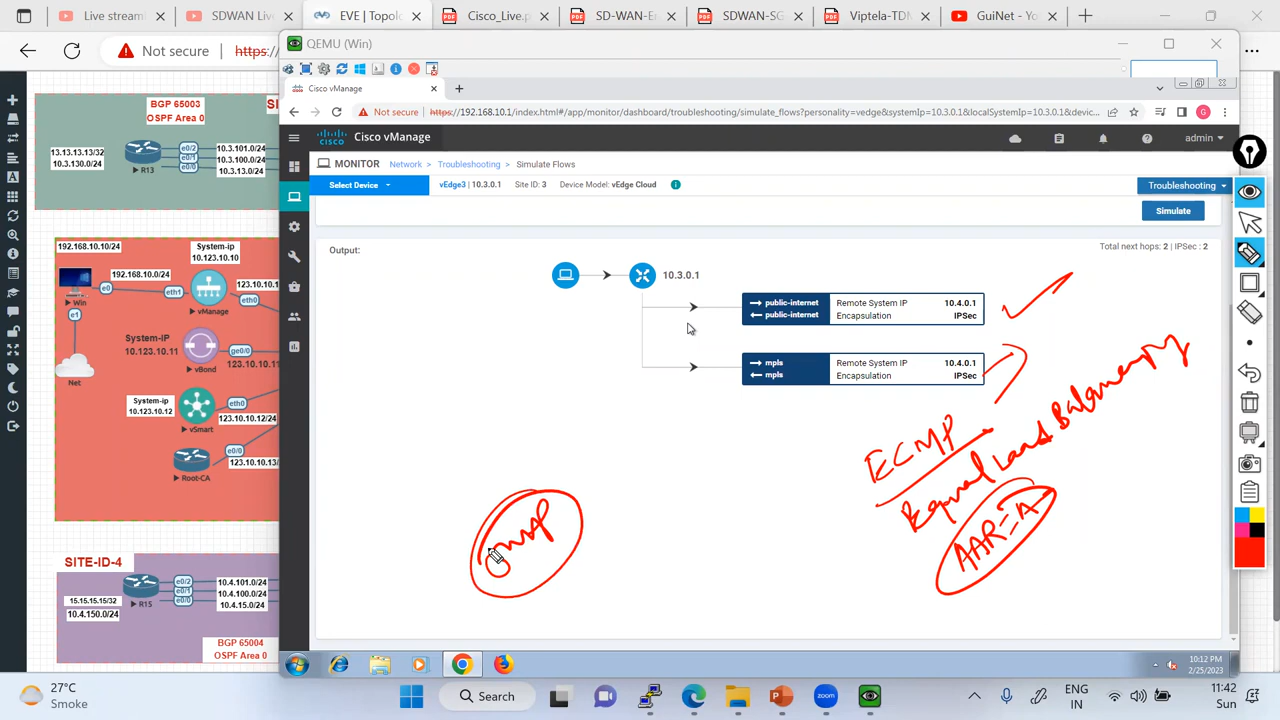 EVE | Topol
Cisco_Live.
SD-WAN-En
SDWAN-SG
Viptela-TDC
GuiNet - Yo
Not secure
https:/
QEMU (Win)
Cisco vManage
Not secure
https://192.168.10.1/index.html#/app/monitor/dashboard/troubleshooting/simulate_flows?personality=vedge&systemIp=10.3.0.1&localSystemIp=10.3.0.1&devic...
G
Cisco vManage
admin
MONITOR
Network
Troubleshooting
Simulate Flows
Select Device
vEdge3 | 10.3.0.1
Site ID: 3
Device Model: vEdge Cloud
Troubleshooting
Simulate
Output:
Total next hops: 2 | IPSec : 2
10.3.0.1
public-internet
public-internet
Remote System IP
10.4.0.1
Encapsulation
IPSec
mpls
mpls
Remote System IP
10.4.0.1
Encapsulation
IPSec
ECMP
AAR=A
OMAP
BGP 65003
OSPF Area 0
SI
13.13.13.13/32
10.3.130.0/24
R13
e0/2
e0/1
e0/0
10.3.101.0/24
10.3.100.0/24
10.3.13.0/24
192.168.10.10/24
System-ip
10.123.10.10
192.168.10.0/24
e0
eth1
eth0
123.10.10
Win
vManage
e1
System-IP
10.123.10.11
ge0/0
123.10.10.11
vBond
Net
System-ip
10.123.10.12
eth0
123.10.10.12/24
vSmart
e0/0
123.10.10.13/
Root-CA
SITE-ID-4
15.15.15.15/32
10.4.150.0/24
R15
e0/2
e0/1
e0/0
10.4.101.0/24
10.4.100.0/24
10.4.15.0/24
BGP 65004
OSPF Area 0
10:12 PM
2/25/2023
27°C
Smoke
Search
ENG
IN
11:42
Sun